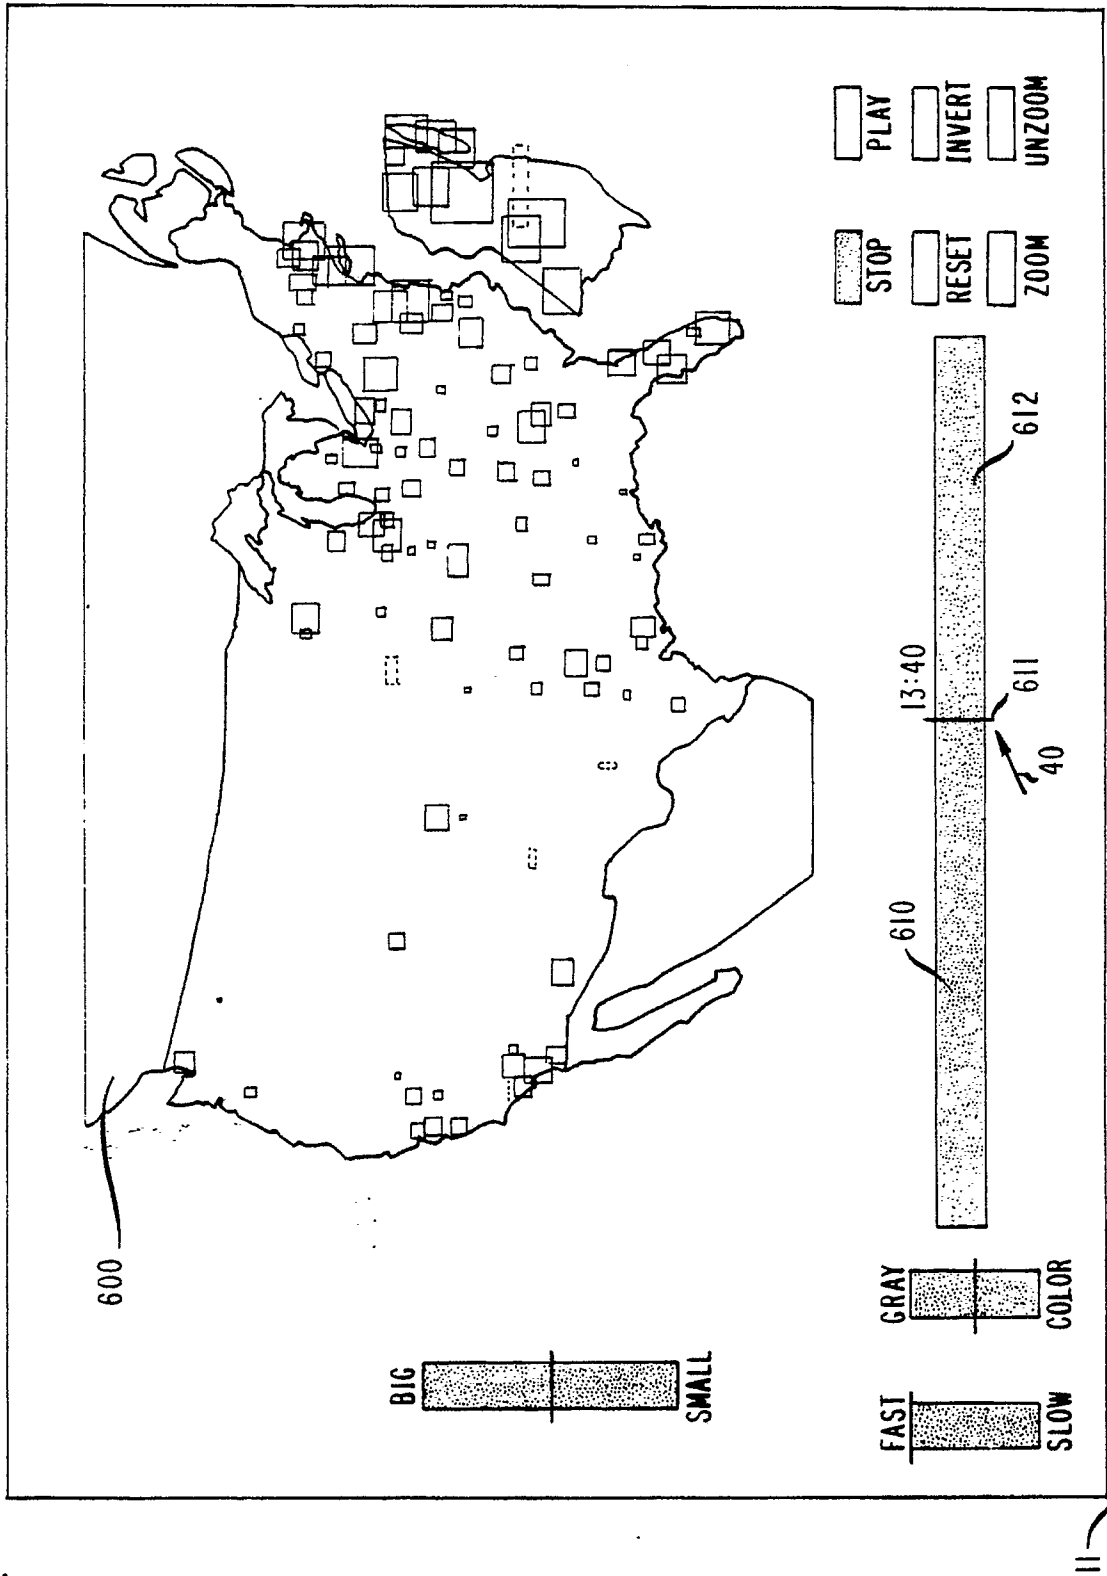 600
BIG
SMALL
FAST
SLOW
GRAY
COLOR
610
13:40
611
40
612
STOP
PLAY
RESET
INVERT
ZOOM
UNZOOM
11